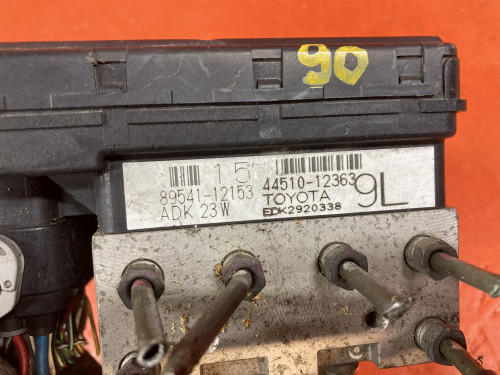 90
15
89541-12153
ADK 23W
44510-12363
TOYOTA
EDK2920338
9L